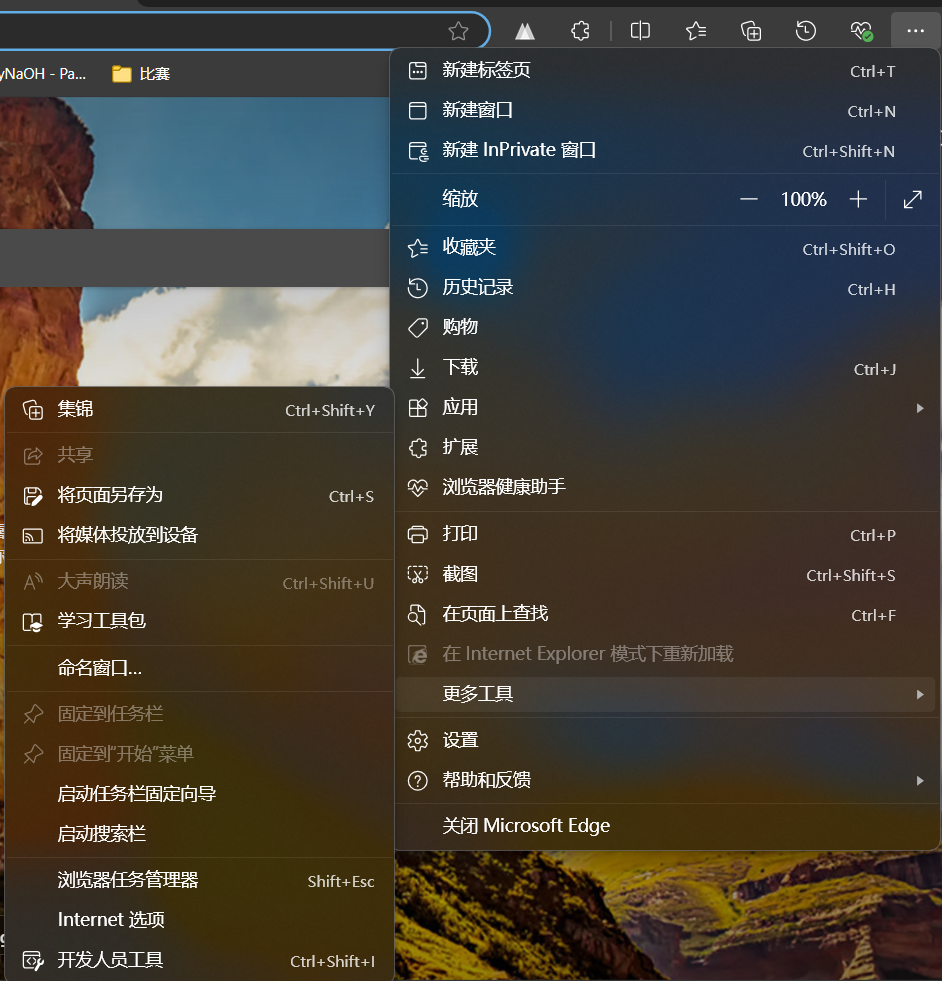 yNaOH - Pa...
比赛
新建标签页 Ctrl+T
新建窗口 Ctrl+N
新建 InPrivate 窗口 Ctrl+Shift+N
缩放 — 100% +
收藏夹 Ctrl+Shift+O
历史记录 Ctrl+H
购物
下载 Ctrl+J
应用
扩展
浏览器健康助手
打印 Ctrl+P
截图 Ctrl+Shift+S
在页面上查找 Ctrl+F
在 Internet Explorer 模式下重新加载
更多工具
设置
帮助和反馈
关闭 Microsoft Edge
集锦 Ctrl+Shift+Y
共享
将页面另存为 Ctrl+S
将媒体投放到设备
大声朗读 Ctrl+Shift+U
学习工具包
命名窗口...
固定到任务栏
固定到"开始"菜单
启动任务栏固定向导
启动搜索栏
浏览器任务管理器 Shift+Esc
Internet 选项
开发人员工具 Ctrl+Shift+I